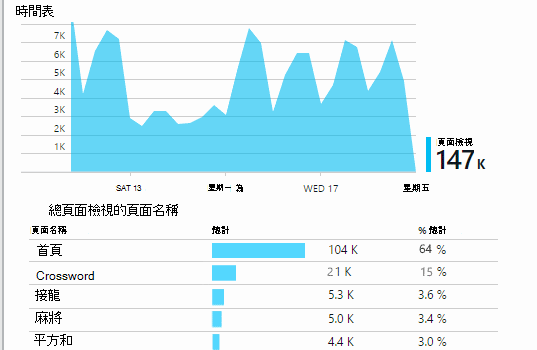 時間表
7K
6K
5K
4K
3K
2K
1K
頁面檢視
147 K
SAT 13 星期一 為 WED 17 星期五
總頁面檢視的頁面名稱
頁面名稱 總計 % 總計
首頁 104 K 64 %
Crossword 21 K 15 %
接龍 5.3 K 3.6 %
麻將 5.0 K 3.4 %
平方和 4.4 K 3.0 %